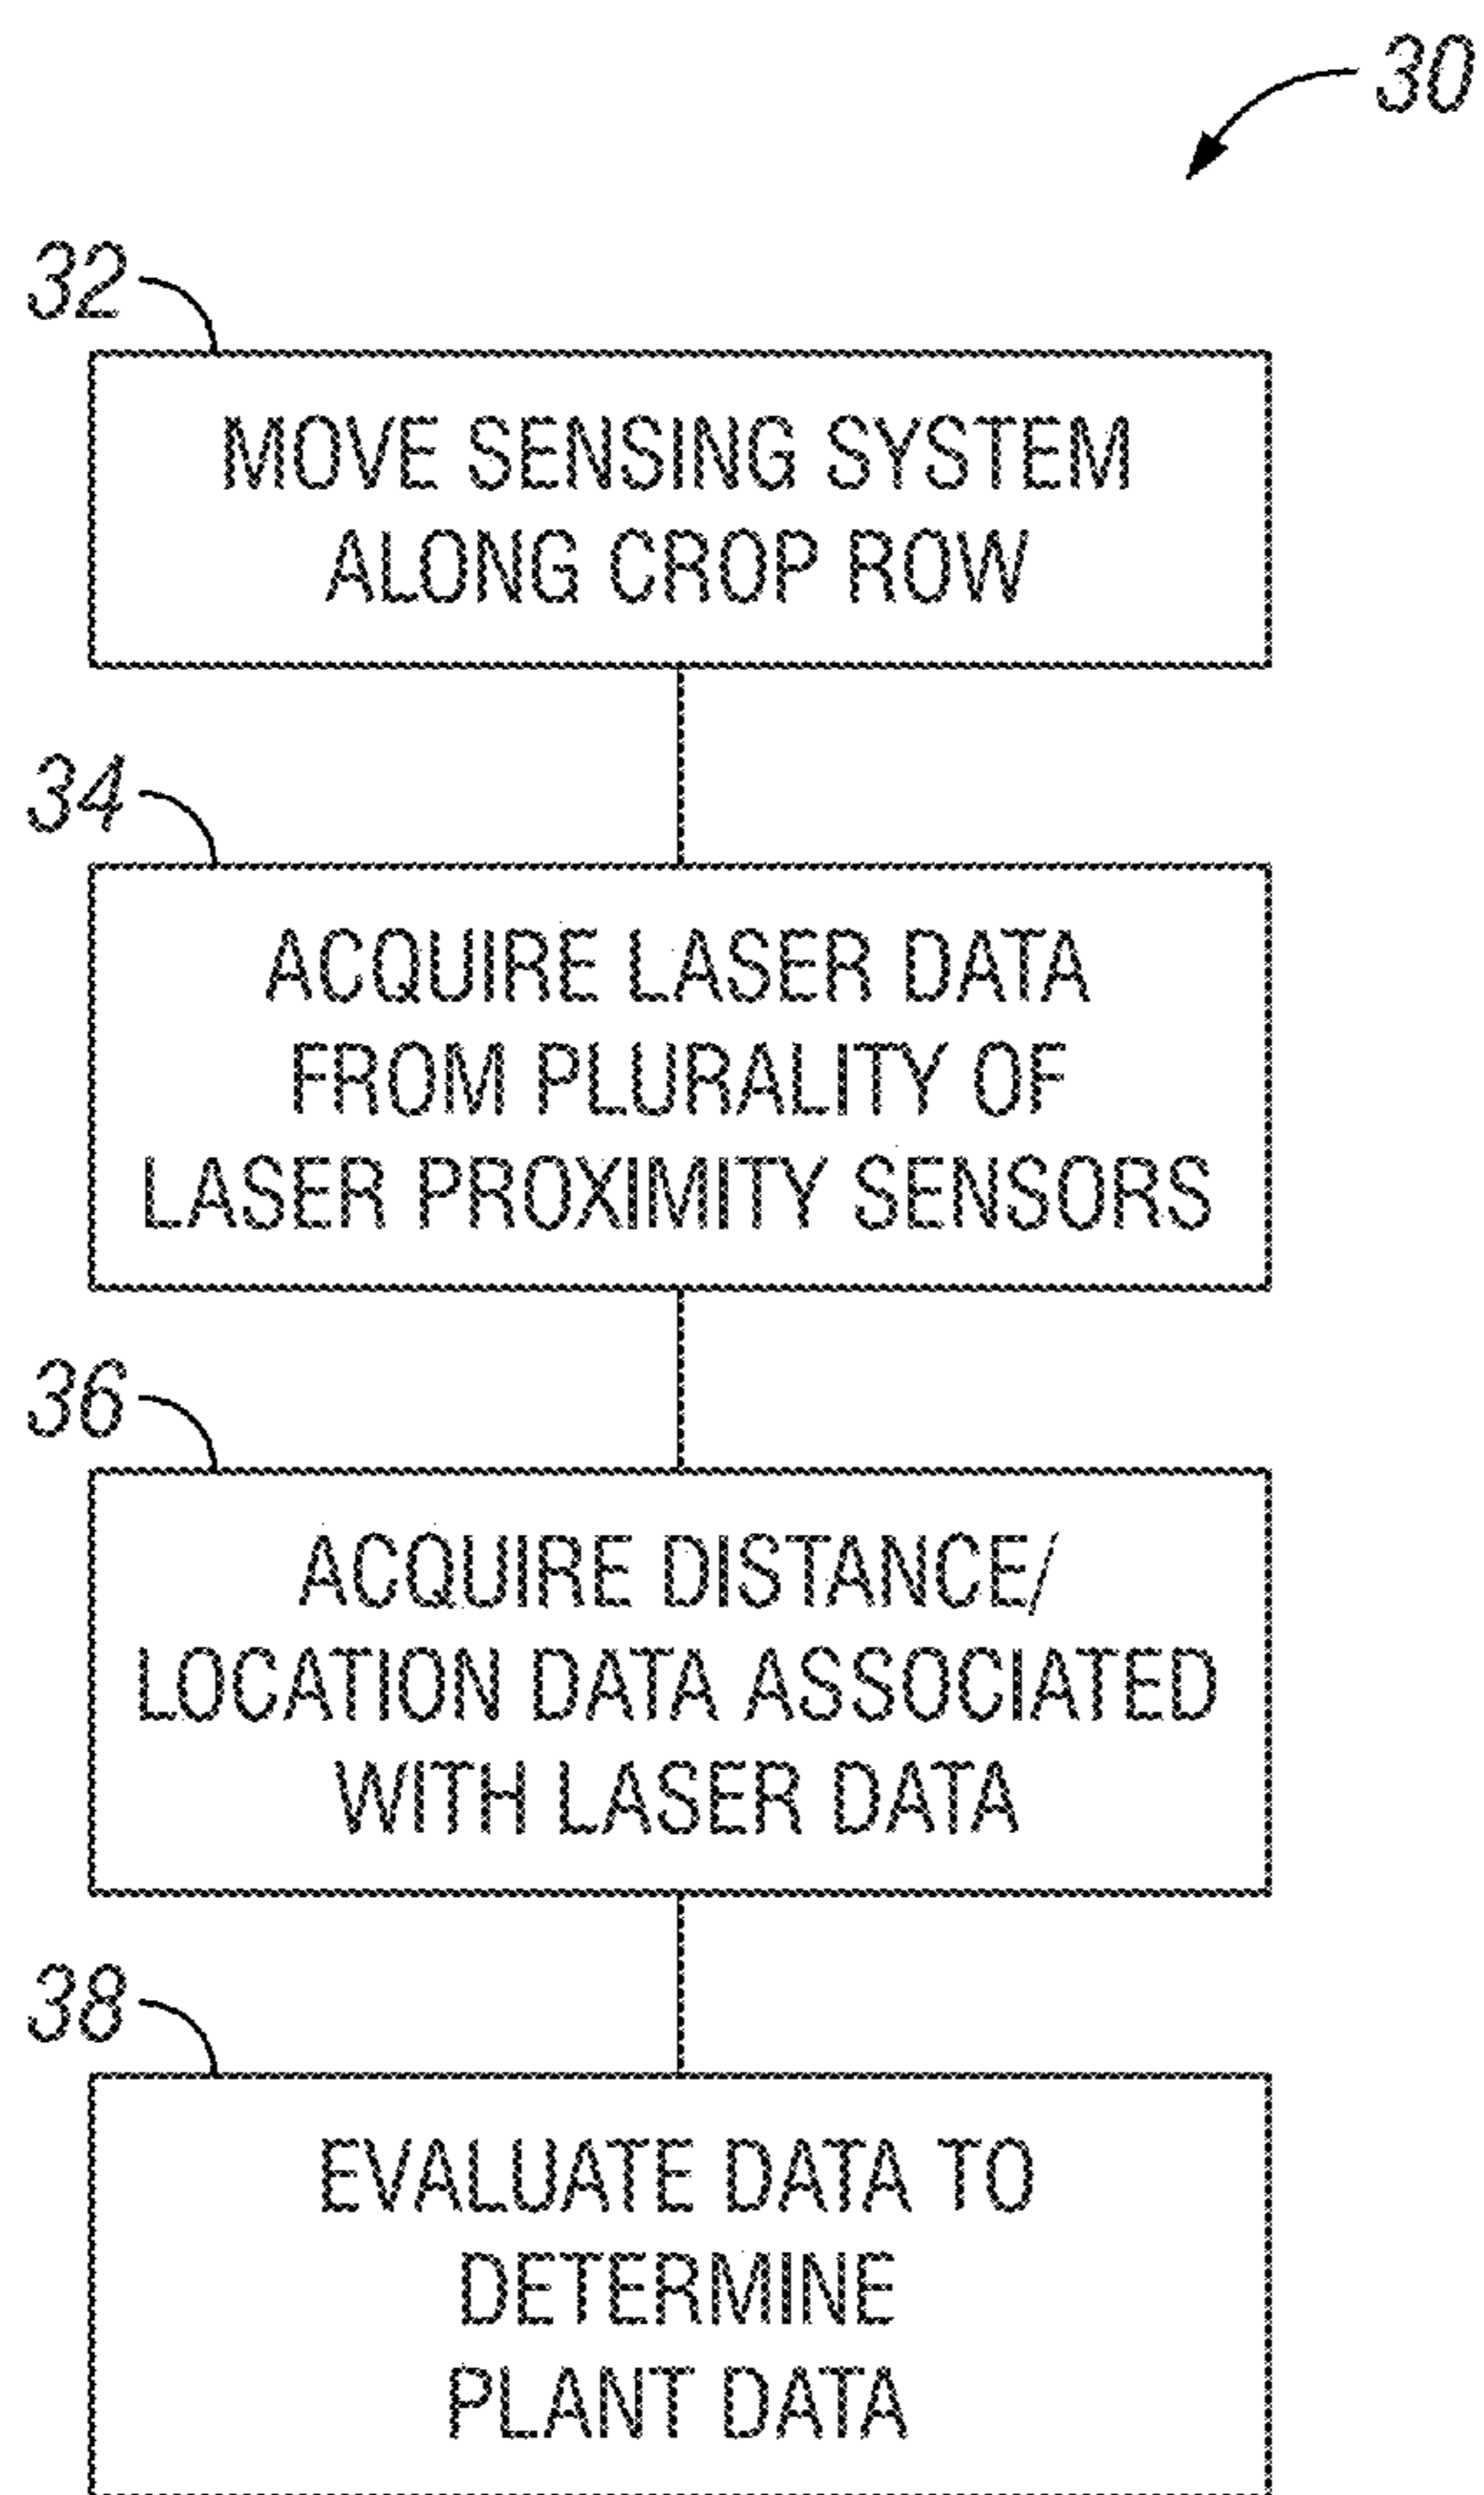 30
32
MOVE SENSING SYSTEM
ALONG CROP ROW
34
ACQUIRE LASER DATA
FROM PLURALITY OF
LASER PROXIMITY SENSORS
36
ACQUIRE DISTANCE/
LOCATION DATA ASSOCIATED
WITH LASER DATA
38
EVALUATE DATA TO
DETERMINE
PLANT DATA